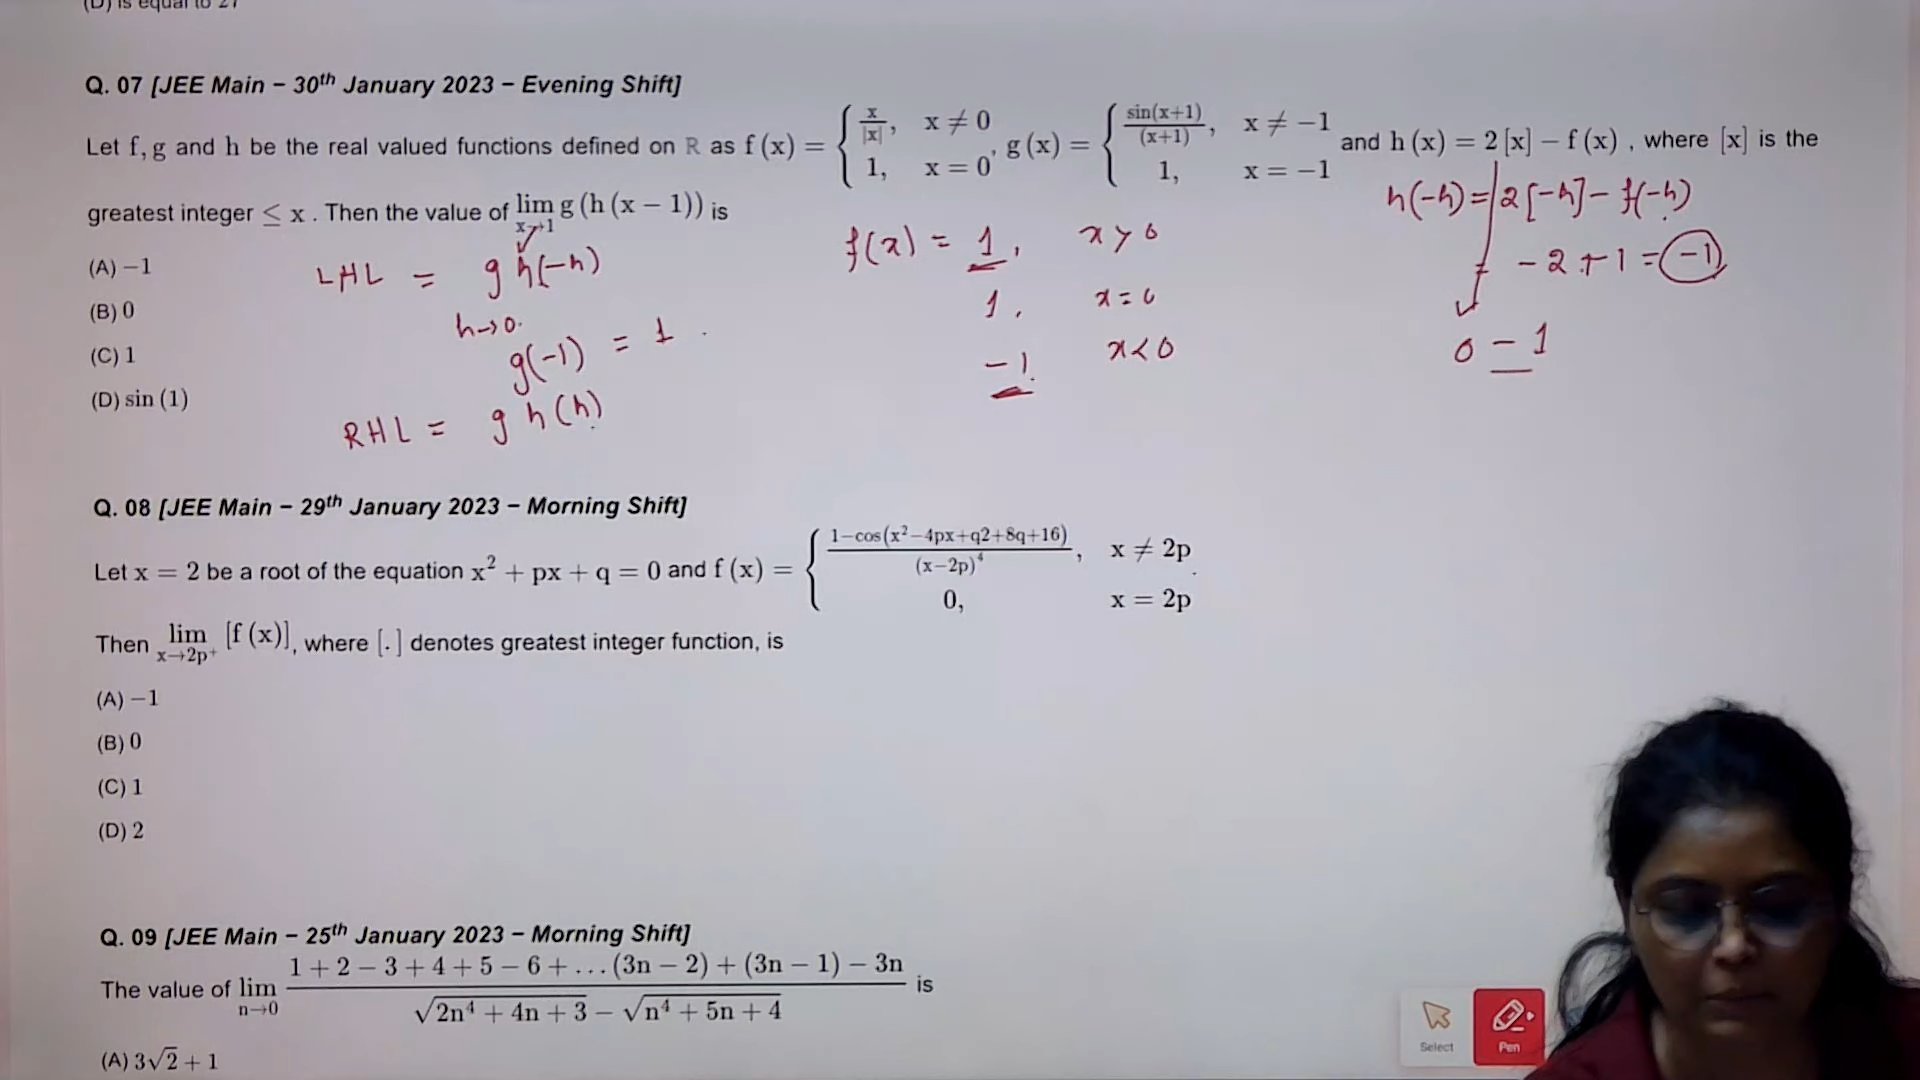 (D) is equal to 27
Q. 07 [JEE Main – 30th January 2023 – Evening Shift]
Let f, g and h be the real valued functions defined on ℝ as f (x) = { x/|x|, x ≠ 0 1, x = 0 , g (x) = { sin(x+1)/(x+1), x ≠ −1 1, x = −1 and h (x) = 2 [x] − f (x) , where [x] is the
greatest integer ≤ x . Then the value of lim x→1 g (h (x − 1)) is
(A) −1
(B) 0
(C) 1
(D) sin (1)
LHL = g h(-h)
h→0.
g(-1) = 1
RHL = g h(h)
f(x) = 1, x > 0
1, x = 0
-1 x < 0
h(-h) = 2[-h] - f(-h)
= -2 + 1 = -1
0 - 1
Q. 08 [JEE Main – 29th January 2023 – Morning Shift]
Let x = 2 be a root of the equation x² + px + q = 0 and f (x) = { 1−cos(x²−4px+q2+8q+16)/(x−2p)⁴, x ≠ 2p 0, x = 2p .
Then lim x→2p⁺ [f (x)], where [.] denotes greatest integer function, is
(A) −1
(B) 0
(C) 1
(D) 2
Q. 09 [JEE Main – 25th January 2023 – Morning Shift]
The value of lim n→0 1 + 2 − 3 + 4 + 5 − 6 + … (3n − 2) + (3n − 1) − 3n / √2n⁴ + 4n + 3 − √n⁴ + 5n + 4 is
(A) 3√2 + 1
Select
Pen